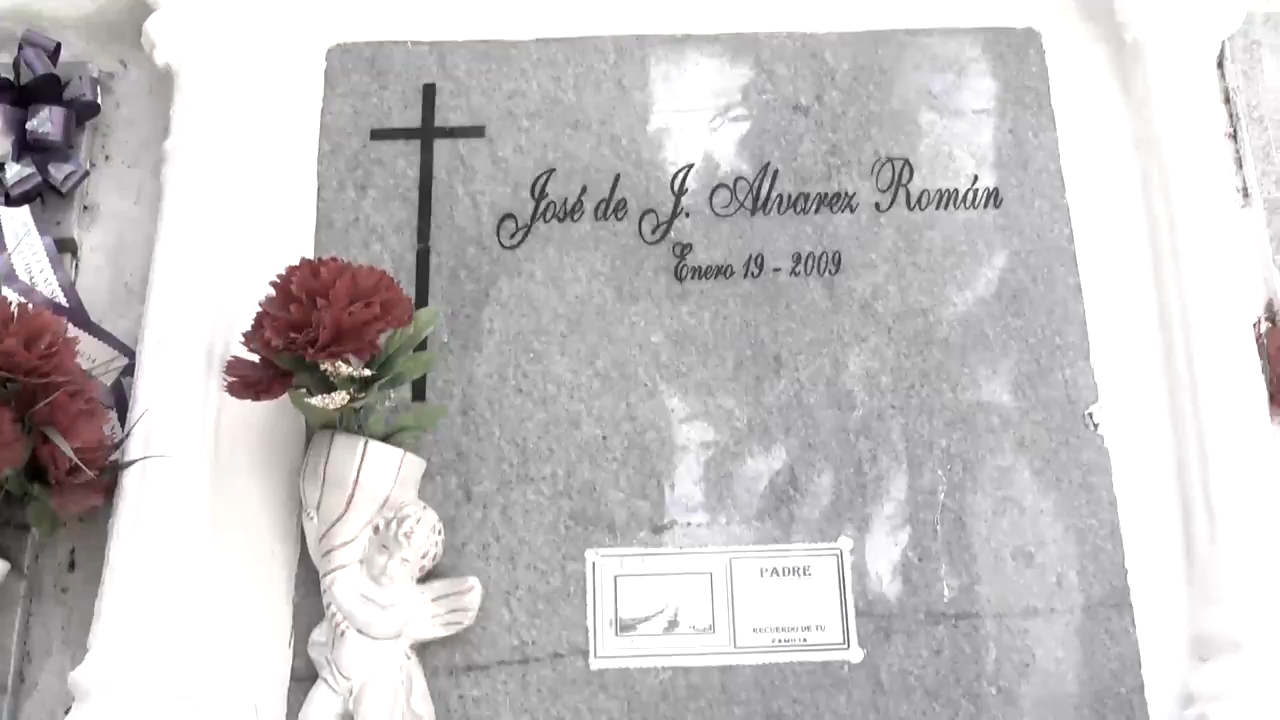 José de J. Alvarez Román
Enero 19 - 2009
PADRE
RECUERDO DE TU
FAMILIA